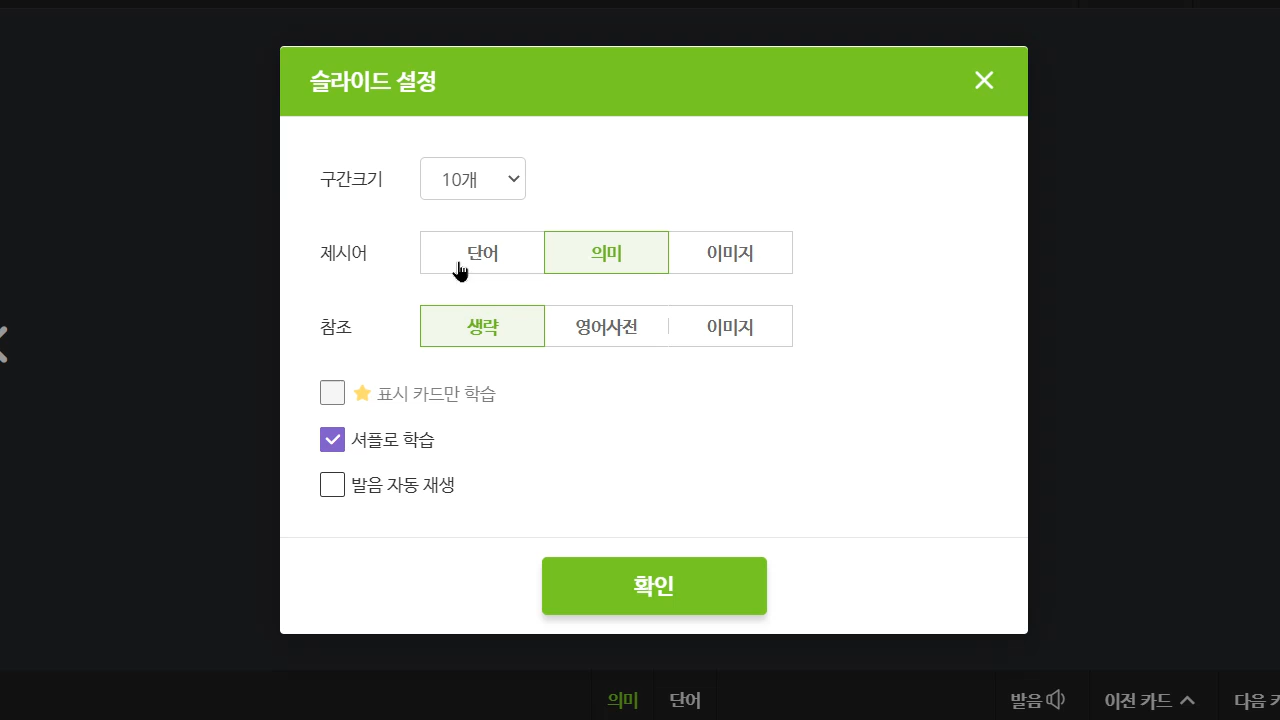 슬라이드 설정
구간크기 10개
제시어 단어 의미 이미지
참조 생략 영어사전 이미지
표시 카드만 학습
셔플로 학습
발음 자동 재생
확인
의미 단어 발음 이전 카드 다음